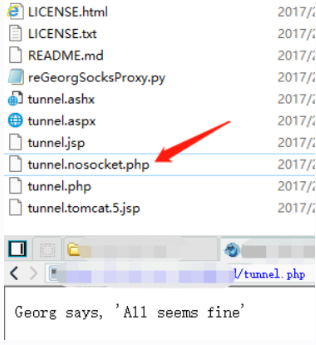 LICENSE.html 2017/2
LICENSE.txt 2017/2
README.md 2017/2
reGeorgSocksProxy.py 2017/2
tunnel.ashx 2017/2
tunnel.aspx 2017/2
tunnel.jsp 2017/2
tunnel.nosocket.php 2017/2
tunnel.php 2017/2
tunnel.tomcat.5.jsp 2017/2
/tunnel.php
Georg says, 'All seems fine'